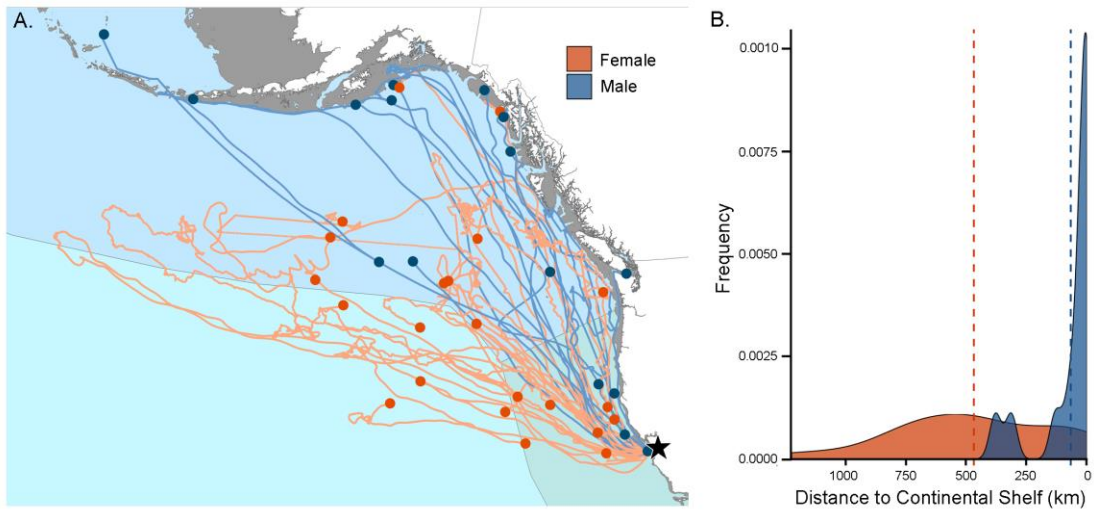 A.
Female
Male
B.
0.0010
0.0075
0.0050
0.0025
0.0000
Frequency
1000
750
500
250
0
Distance to Continental Shelf (km)